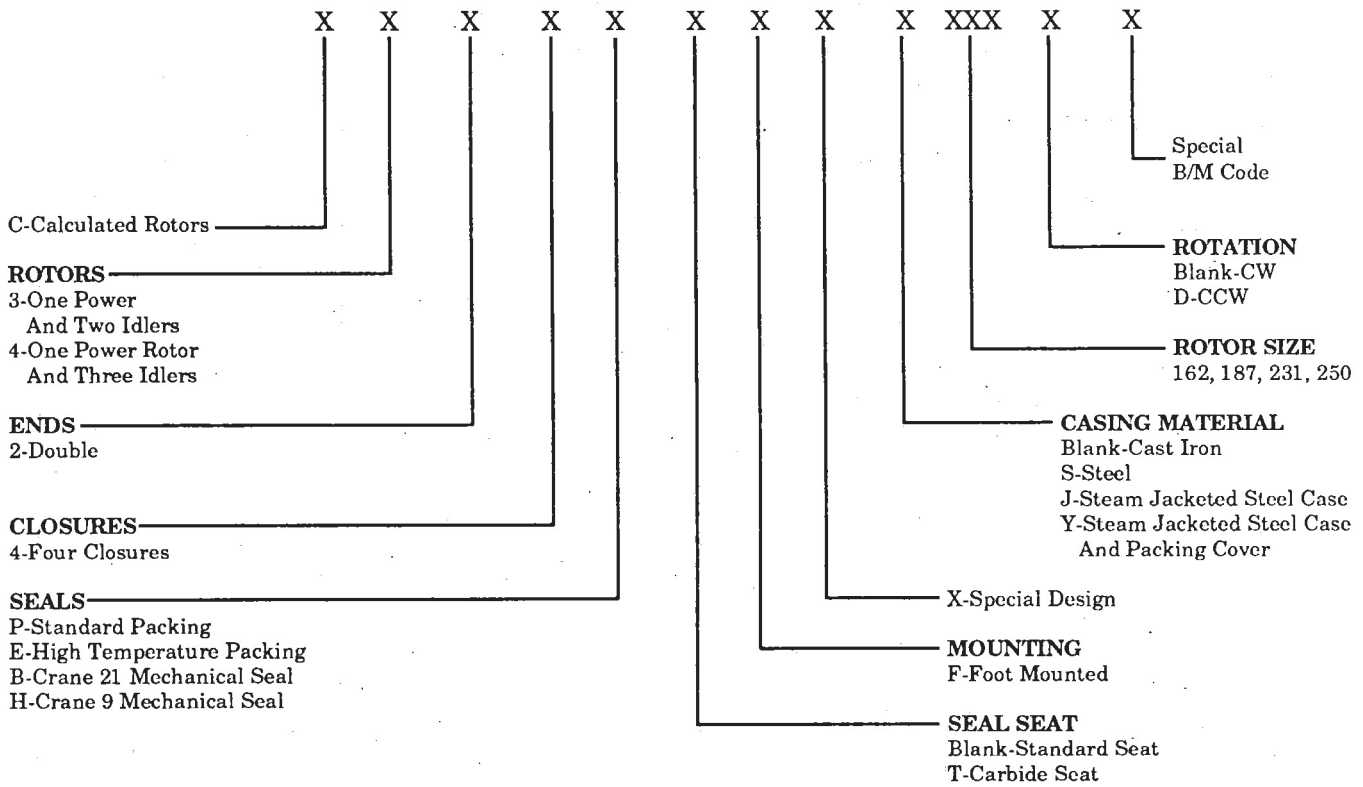 X X X X X X X X X XXX X X
C-Calculated Rotors
ROTORS
3-One Power
And Two Idlers
4-One Power Rotor
And Three Idlers
ENDS
2-Double
CLOSURES
4-Four Closures
SEALS
P-Standard Packing
E-High Temperature Packing
B-Crane 21 Mechanical Seal
H-Crane 9 Mechanical Seal
Special
B/M Code
ROTATION
Blank-CW
D-CCW
ROTOR SIZE
162, 187, 231, 250
CASING MATERIAL
Blank-Cast Iron
S-Steel
J-Steam Jacketed Steel Case
Y-Steam Jacketed Steel Case
And Packing Cover
X-Special Design
MOUNTING
F-Foot Mounted
SEAL SEAT
Blank-Standard Seat
T-Carbide Seat